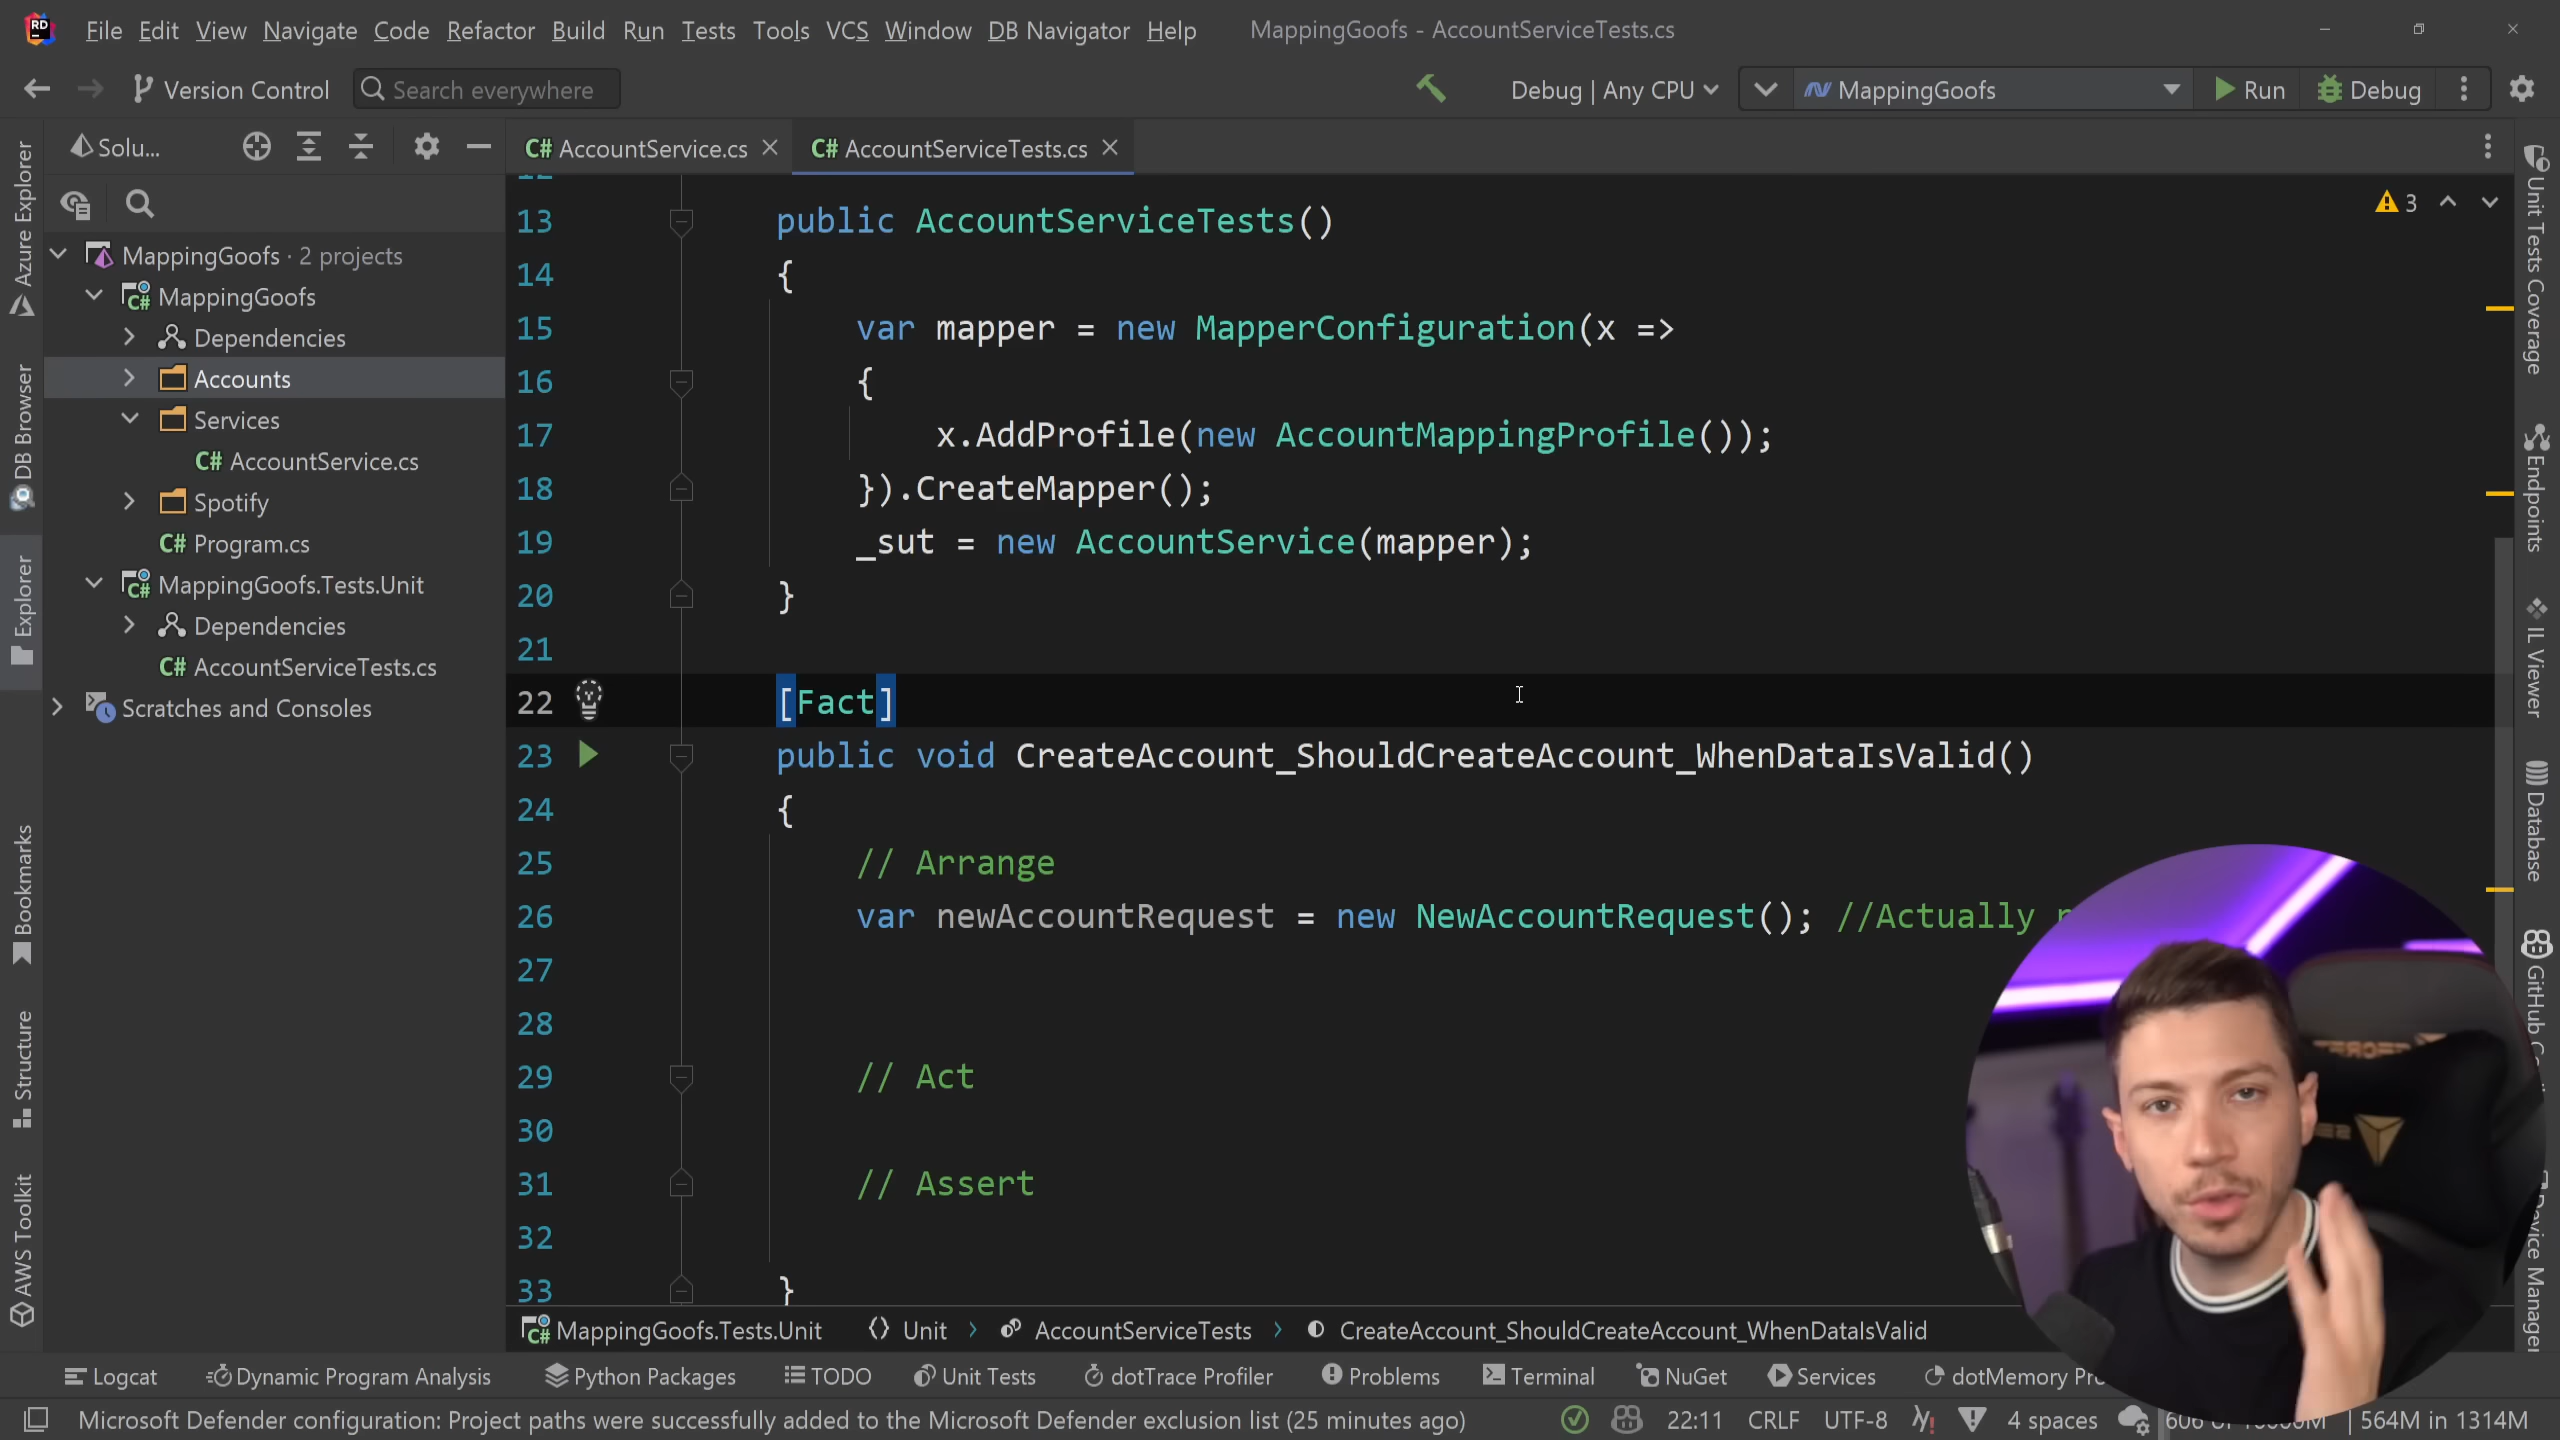 File Edit View Navigate Code Refactor Build Run Tests Tools VCS Window DB Navigator Help MappingGoofs - AccountServiceTests.cs
Version Control Search everywhere Debug | Any CPU MappingGoofs Run Debug
Solu...
C# AccountService.cs
C# AccountServiceTests.cs
MappingGoofs · 2 projects
MappingGoofs
Dependencies
Accounts
Services
C# AccountService.cs
Spotify
C# Program.cs
MappingGoofs.Tests.Unit
Dependencies
C# AccountServiceTests.cs
Scratches and Consoles
Azure Explorer
DB Browser
Explorer
Bookmarks
Structure
AWS Toolkit
3
13 public AccountServiceTests()
14 {
15 var mapper = new MapperConfiguration(x =>
16 {
17 x.AddProfile(new AccountMappingProfile());
18 }).CreateMapper();
19 _sut = new AccountService(mapper);
20 }
21
22 [Fact]
23 public void CreateAccount_ShouldCreateAccount_WhenDataIsValid()
24 {
25 // Arrange
26 var newAccountRequest = new NewAccountRequest(); //Actually
27
28
29 // Act
30
31 // Assert
32
33 }
Unit Tests Coverage
Endpoints
IL Viewer
Database
GitHub
Device Manager
MappingGoofs.Tests.Unit Unit AccountServiceTests CreateAccount_ShouldCreateAccount_WhenDataIsValid
Logcat Dynamic Program Analysis Python Packages TODO Unit Tests dotTrace Profiler Problems Terminal NuGet Services dotMemory
Microsoft Defender configuration: Project paths were successfully added to the Microsoft Defender exclusion list (25 minutes ago) 22:11 CRLF UTF-8 4 spaces 564M in 1314M